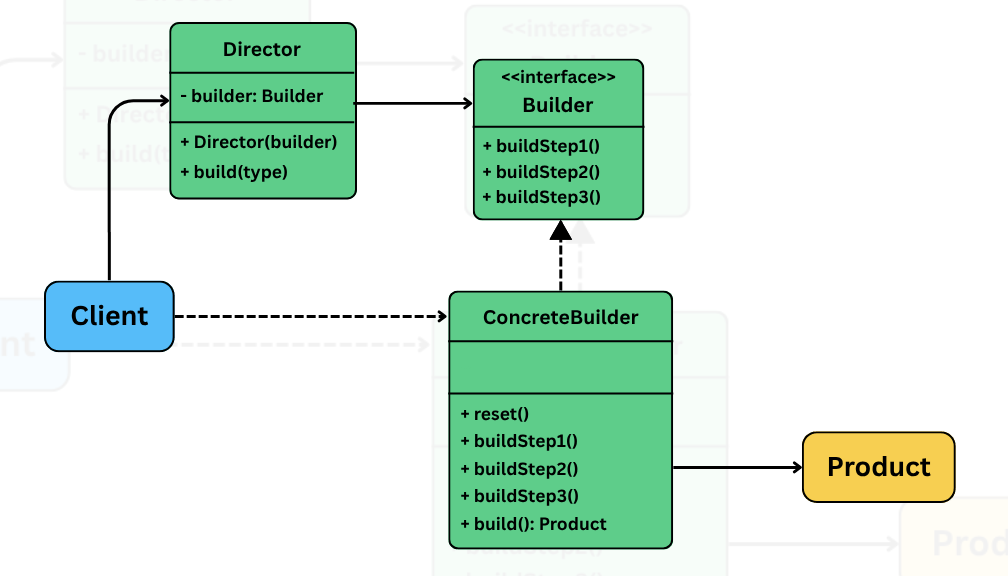 Director
- builder: Builder
+ Director(builder)
+ build(type)
<<interface>>
Builder
+ buildStep1()
+ buildStep2()
+ buildStep3()
Client
ConcreteBuilder
+ reset()
+ buildStep1()
+ buildStep2()
+ buildStep3()
+ build(): Product
Product